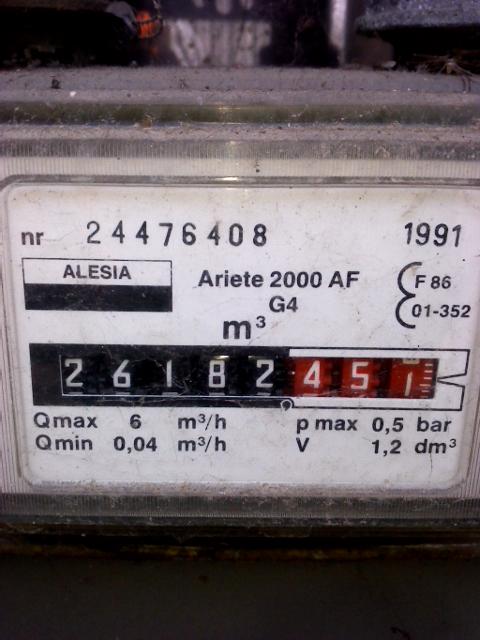 nr 24476408 1991
ALESIA
Ariete 2000 AF
G4
F 86
01-352
m³
26182451
Qmax 6 m³/h p max 0,5 bar
Qmin 0,04 m³/h V 1,2 dm³